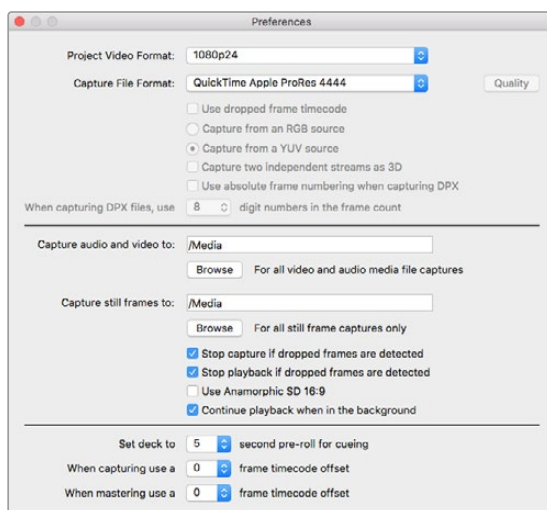 Preferences
Project Video Format: 1080p24
Capture File Format: QuickTime Apple ProRes 4444 Quality
Use dropped frame timecode
Capture from an RGB source
Capture from a YUV source
Capture two independent streams as 3D
Use absolute frame numbering when capturing DPX
When capturing DPX files, use 8 digit numbers in the frame count
Capture audio and video to: /Media
Browse For all video and audio media file captures
Capture still frames to: /Media
Browse For all still frame captures only
Stop capture if dropped frames are detected
Stop playback if dropped frames are detected
Use Anamorphic SD 16:9
Continue playback when in the background
Set deck to 5 second pre-roll for cueing
When capturing use a 0 frame timecode offset
When mastering use a 0 frame timecode offset